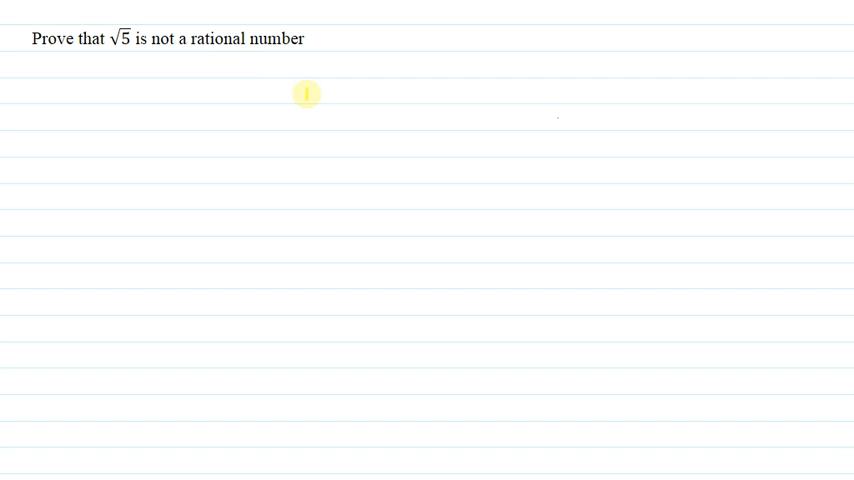 Prove that √5 is not a rational number